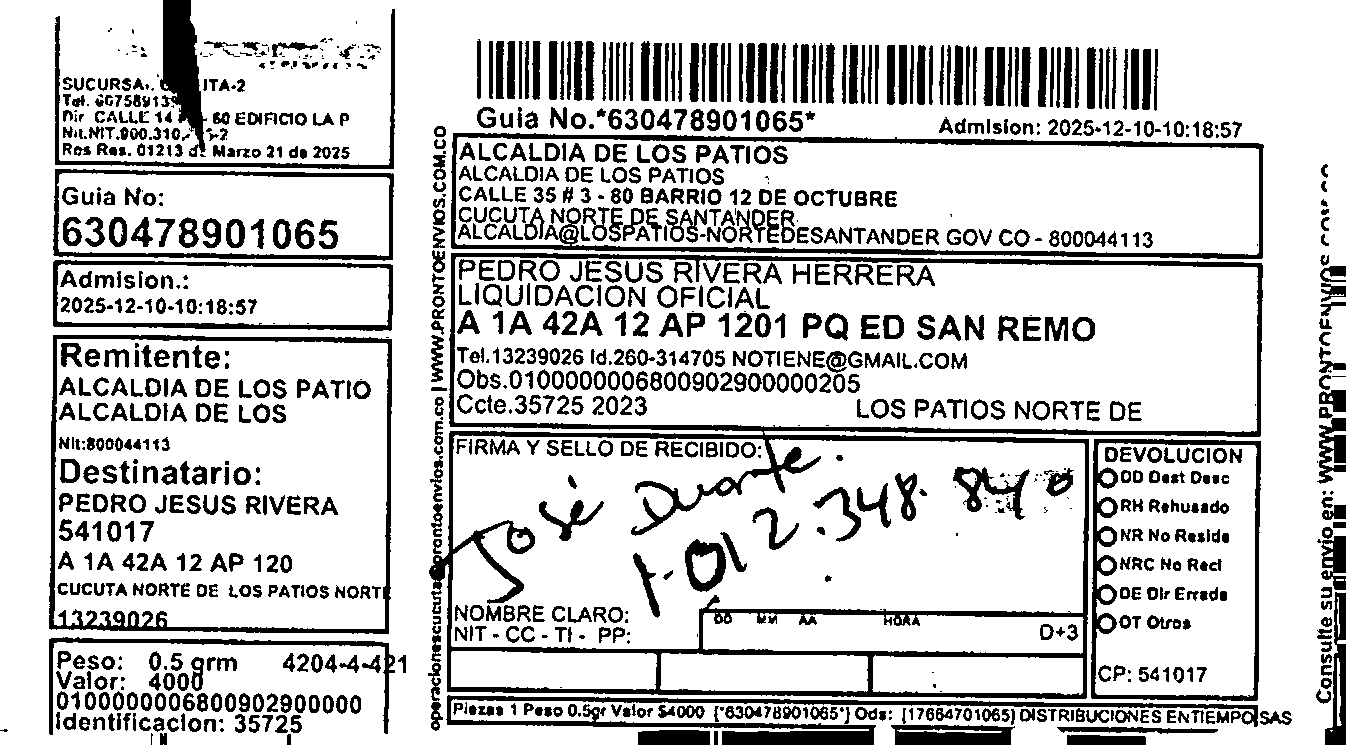 SUCURSA
ITA-2
Tel. 60758913
Dir. CALLE 14 # - 60 EDIFICIO LA P
Nit.NIT.900.310.
-2
Res Res. 01213 de Marzo 21 de 2025
Guia No:
630478901065
Admision.:
2025-12-10-10:18:57
Remitente:
ALCALDIA DE LOS PATIO
ALCALDIA DE LOS
Nit:800044113
Destinatario:
PEDRO JESUS RIVERA
541017
A 1A 42A 12 AP 120
CUCUTA NORTE DE LOS PATIOS NORTE
13239026
Peso: 0.5 grm 4204-4-421
Valor: 4000
010000000680090290000
Identificacion: 35725
operacionescucuta@prontoenvios.com.co | WWW.PRONTOENVIOS.COM.CO
Guia No.*630478901065*
Admision: 2025-12-10-10:18:57
ALCALDIA DE LOS PATIOS
ALCALDIA DE LOS PATIOS
CALLE 35 # 3 - 80 BARRIO 12 DE OCTUBRE
CUCUTA NORTE DE SANTANDER
ALCALDIA@LOSPATIOS-NORTEDESANTANDER GOV CO - 800044113
PEDRO JESUS RIVERA HERRERA
LIQUIDACION OFICIAL
A 1A 42A 12 AP 1201 PQ ED SAN REMO
Tel.13239026 Id.260-314705 NOTIENE@GMAIL.COM
Obs.0100000006800902900000205
Ccte.35725 2023 LOS PATIOS NORTE DE
FIRMA Y SELLO DE RECIBIDO:
José Duarte.
1.012.348.840
NOMBRE CLARO:
NIT - CC - TI - PP:
DD MM AA HORA
D+3
DEVOLUCION
DD Dest Desc
RH Rehusado
NR No Reside
NRC No Recl
DE Dir Errada
OT Otros
CP: 541017
Piezas 1 Peso 0.5gr Valor $4000 (*630478901065*) Ods: (17664701065) DISTRIBUCIONES ENTIEMPO SAS
Consulte su envio en: WWW.PRONTOENVIOS.COM.CO